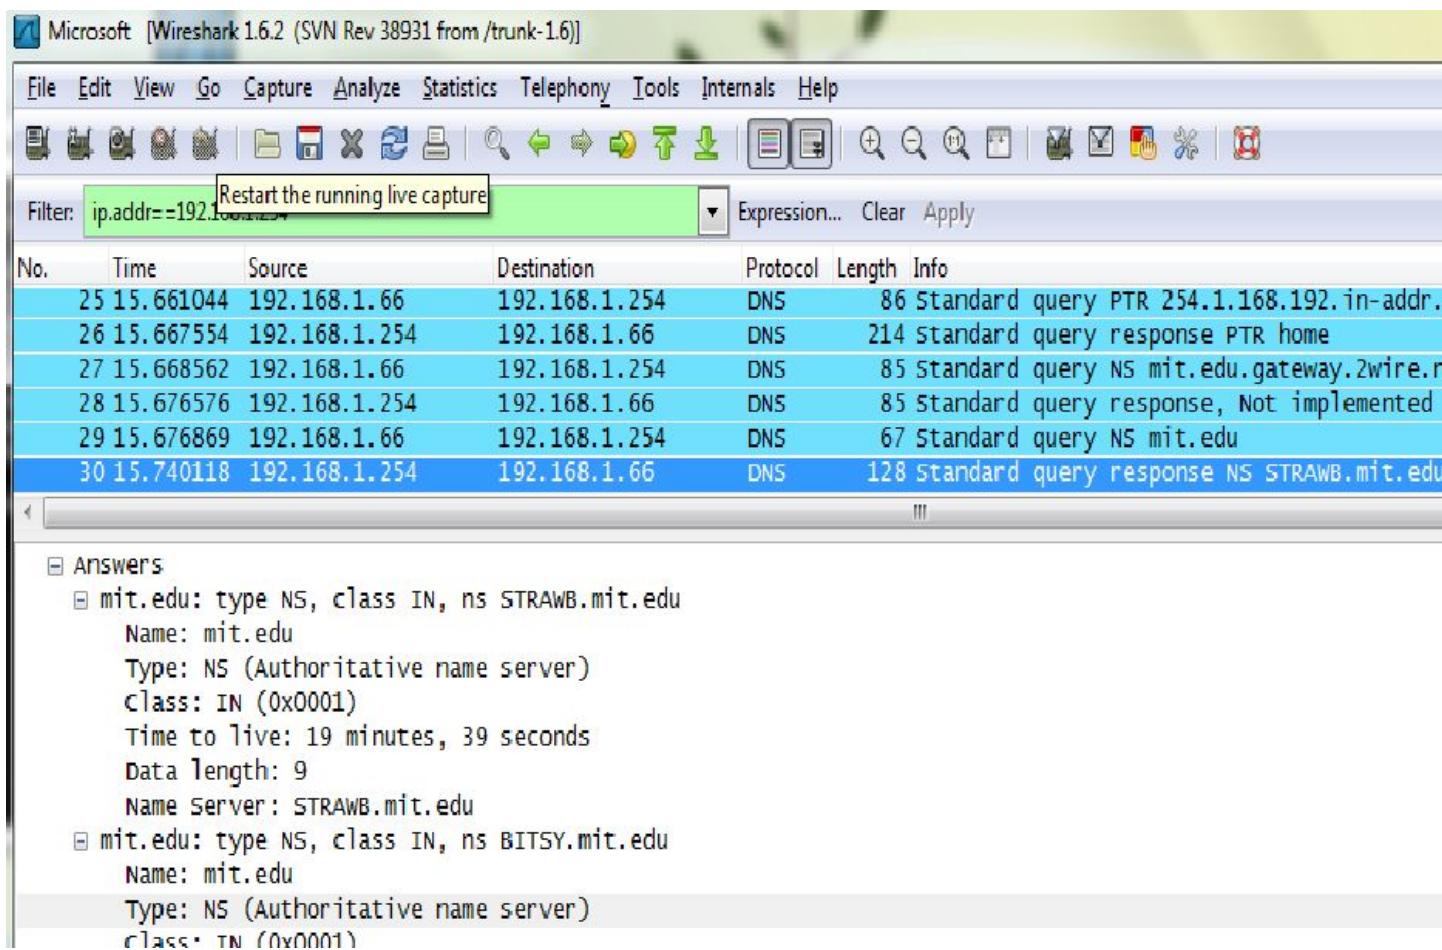 Microsoft [Wireshark 1.6.2 (SVN Rev 38931 from /trunk-1.6)]
File Edit View Go Capture Analyze Statistics Telephony Tools Internals Help
Restart the running live capture
Filter: ip.addr==192.168.1.254 Expression... Clear Apply
No. Time Source Destination Protocol Length Info
25 15.661044 192.168.1.66 192.168.1.254 DNS 86 Standard query PTR 254.1.168.192.in-addr.
26 15.667554 192.168.1.254 192.168.1.66 DNS 214 Standard query response PTR home
27 15.668562 192.168.1.66 192.168.1.254 DNS 85 Standard query NS mit.edu.gateway.2wire.n
28 15.676576 192.168.1.254 192.168.1.66 DNS 85 Standard query response, Not implemented
29 15.676869 192.168.1.66 192.168.1.254 DNS 67 Standard query NS mit.edu
30 15.740118 192.168.1.254 192.168.1.66 DNS 128 Standard query response NS STRAWB.mit.edu
Answers
mit.edu: type NS, class IN, ns STRAWB.mit.edu
Name: mit.edu
Type: NS (Authoritative name server)
Class: IN (0x0001)
Time to live: 19 minutes, 39 seconds
Data length: 9
Name Server: STRAWB.mit.edu
mit.edu: type NS, class IN, ns BITSY.mit.edu
Name: mit.edu
Type: NS (Authoritative name server)
Class: IN (0x0001)